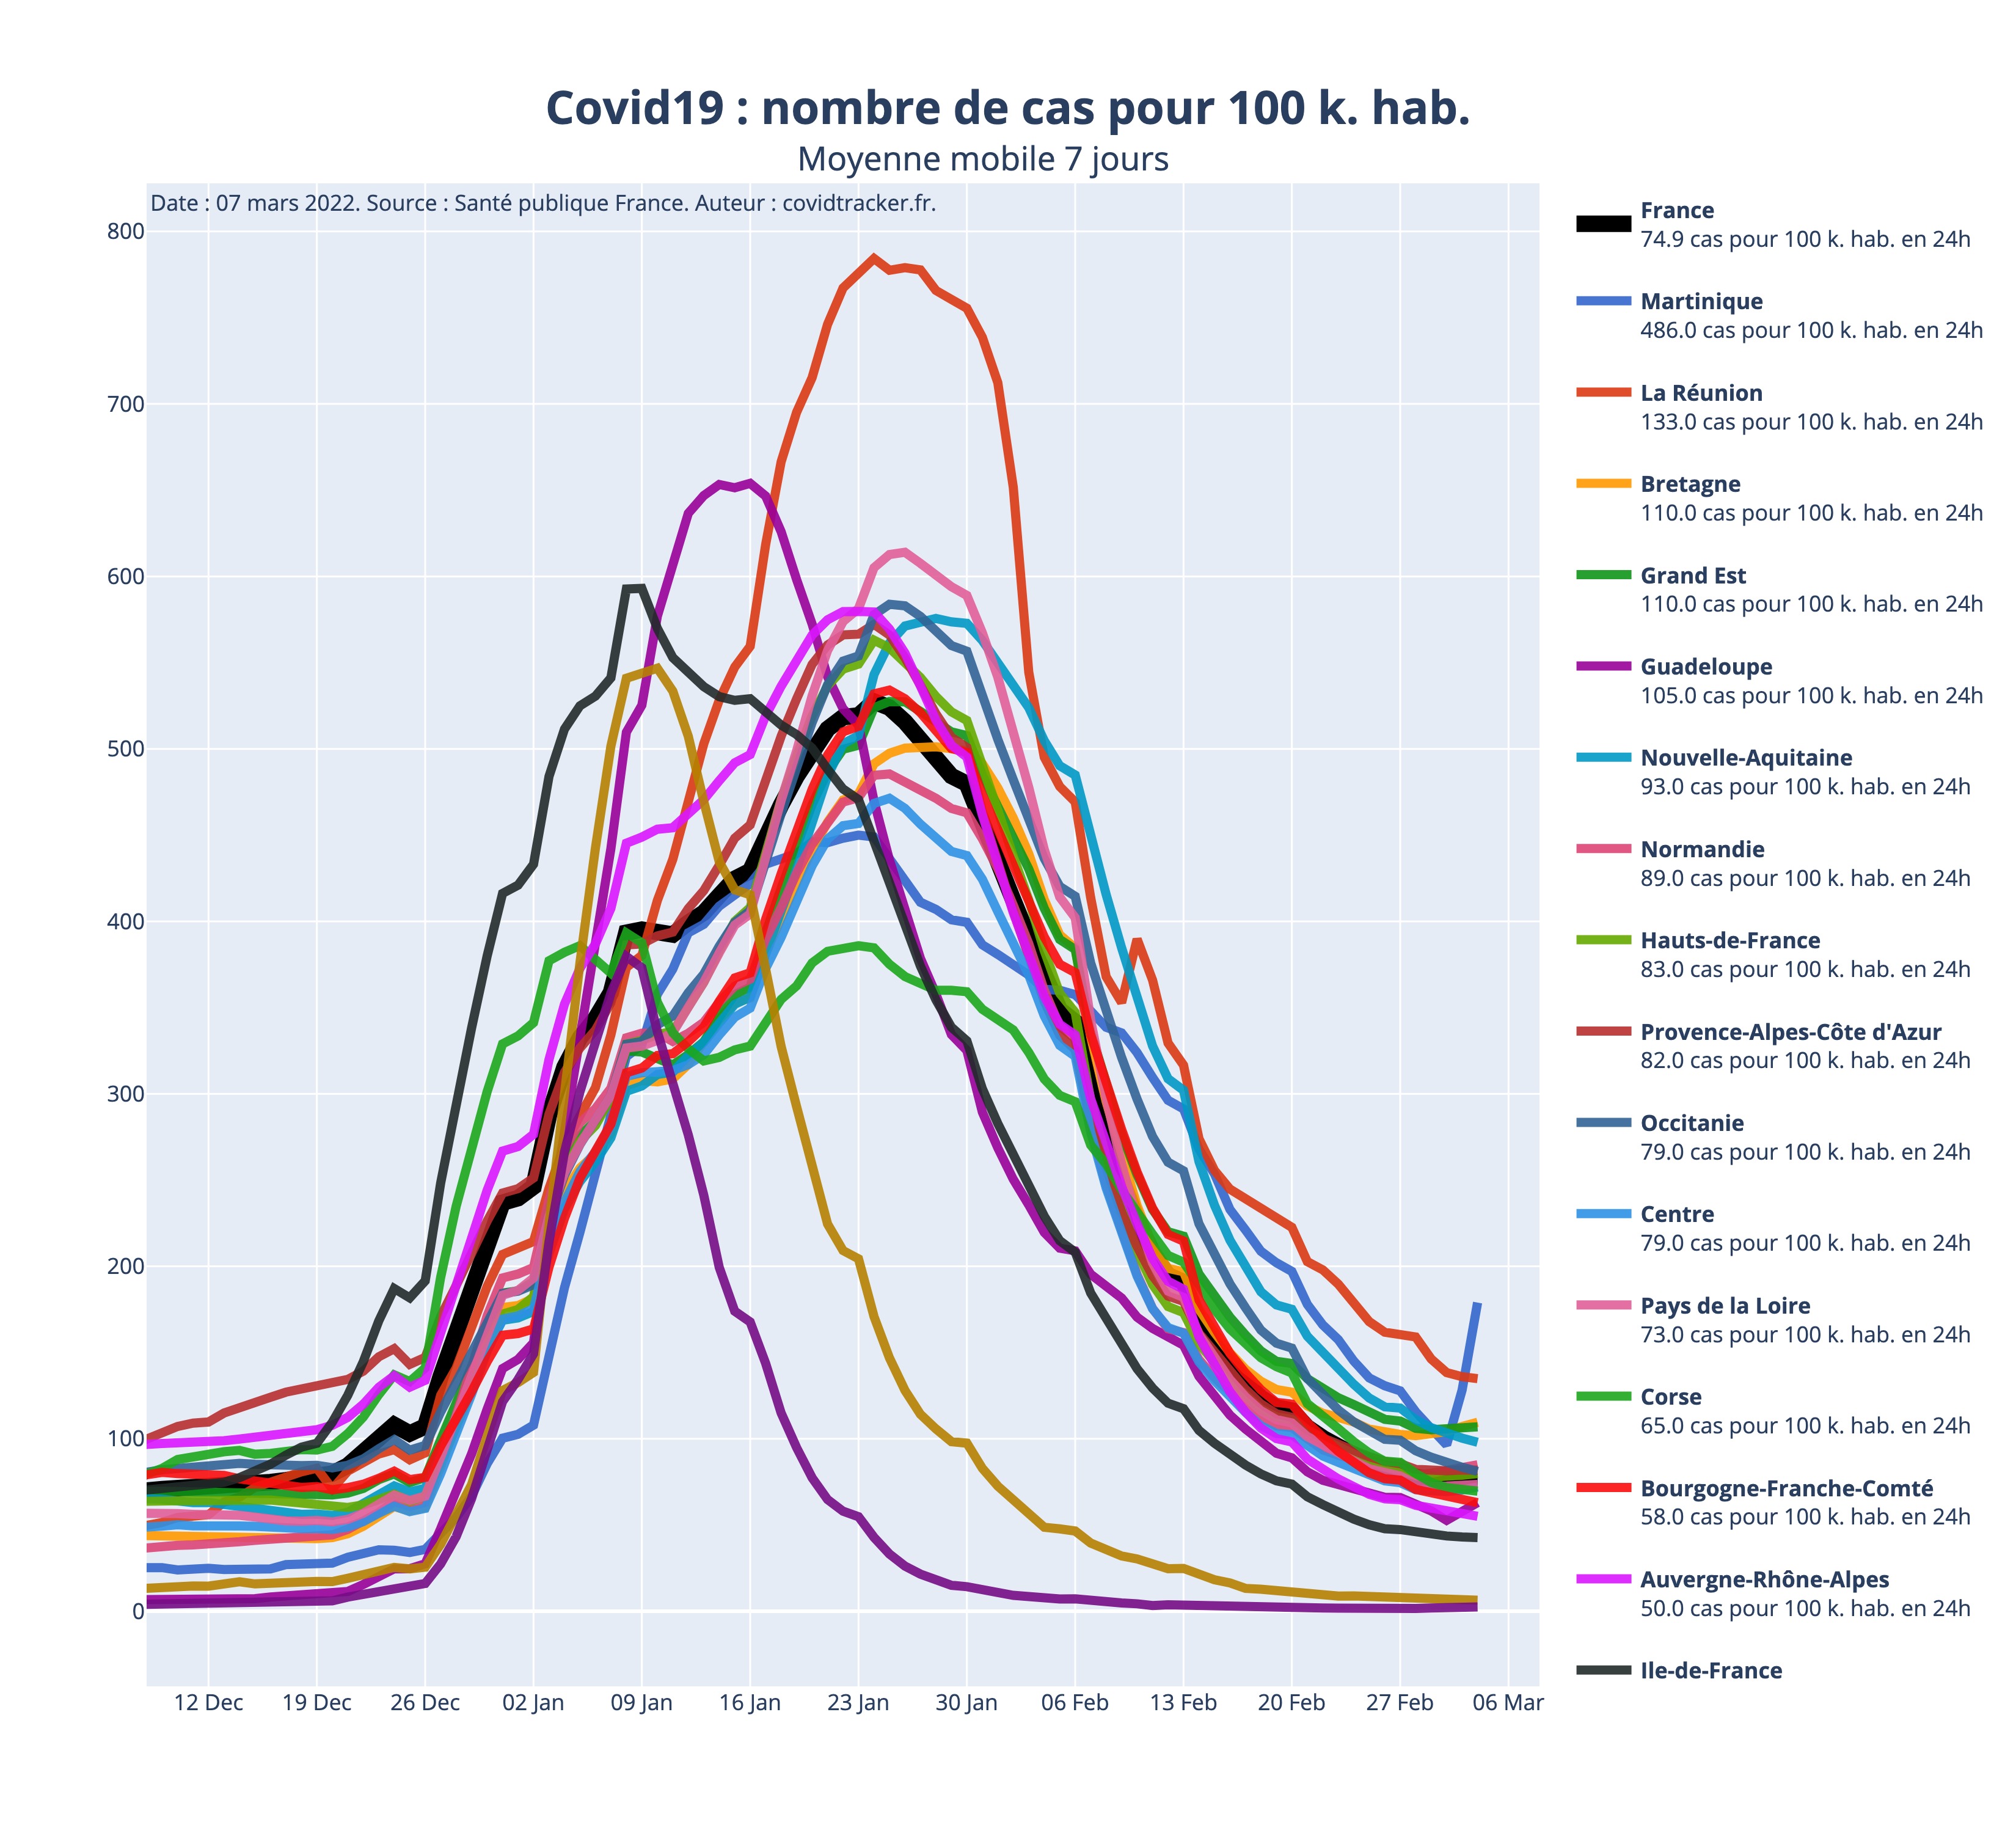 Covid19 : nombre de cas pour 100 k. hab.
Moyenne mobile 7 jours
Date : 07 mars 2022. Source : Santé publique France. Auteur : covidtracker.fr.
800
700
600
500
400
300
200
100
0
12 Dec
19 Dec
26 Dec
02 Jan
09 Jan
16 Jan
23 Jan
30 Jan
06 Feb
13 Feb
20 Feb
27 Feb
06 Mar
France
74.9 cas pour 100 k. hab. en 24h
Martinique
486.0 cas pour 100 k. hab. en 24h
La Réunion
133.0 cas pour 100 k. hab. en 24h
Bretagne
110.0 cas pour 100 k. hab. en 24h
Grand Est
110.0 cas pour 100 k. hab. en 24h
Guadeloupe
105.0 cas pour 100 k. hab. en 24h
Nouvelle-Aquitaine
93.0 cas pour 100 k. hab. en 24h
Normandie
89.0 cas pour 100 k. hab. en 24h
Hauts-de-France
83.0 cas pour 100 k. hab. en 24h
Provence-Alpes-Côte d'Azur
82.0 cas pour 100 k. hab. en 24h
Occitanie
79.0 cas pour 100 k. hab. en 24h
Centre
79.0 cas pour 100 k. hab. en 24h
Pays de la Loire
73.0 cas pour 100 k. hab. en 24h
Corse
65.0 cas pour 100 k. hab. en 24h
Bourgogne-Franche-Comté
58.0 cas pour 100 k. hab. en 24h
Auvergne-Rhône-Alpes
50.0 cas pour 100 k. hab. en 24h
Ile-de-France